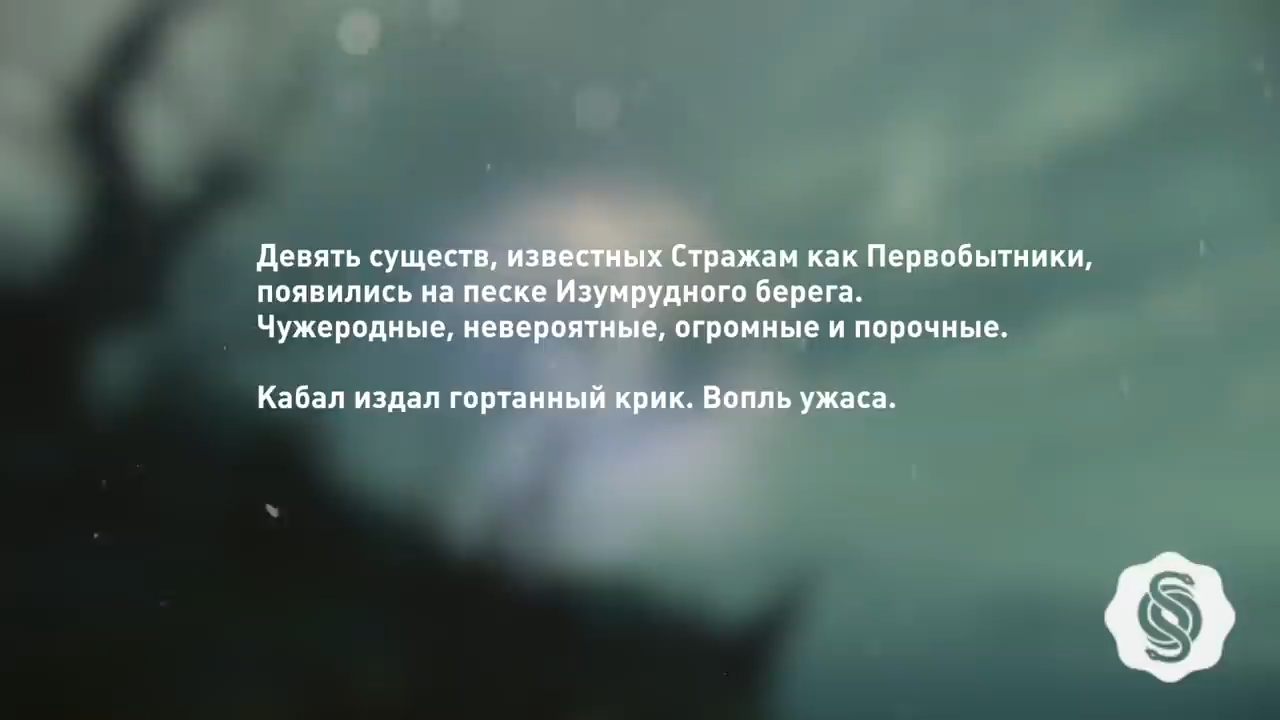 Девять существ, известных Стражам как Первобытники,
появились на песке Изумрудного берега.
Чужеродные, невероятные, огромные и порочные.
Кабал издал гортанный крик. Вопль ужаса.